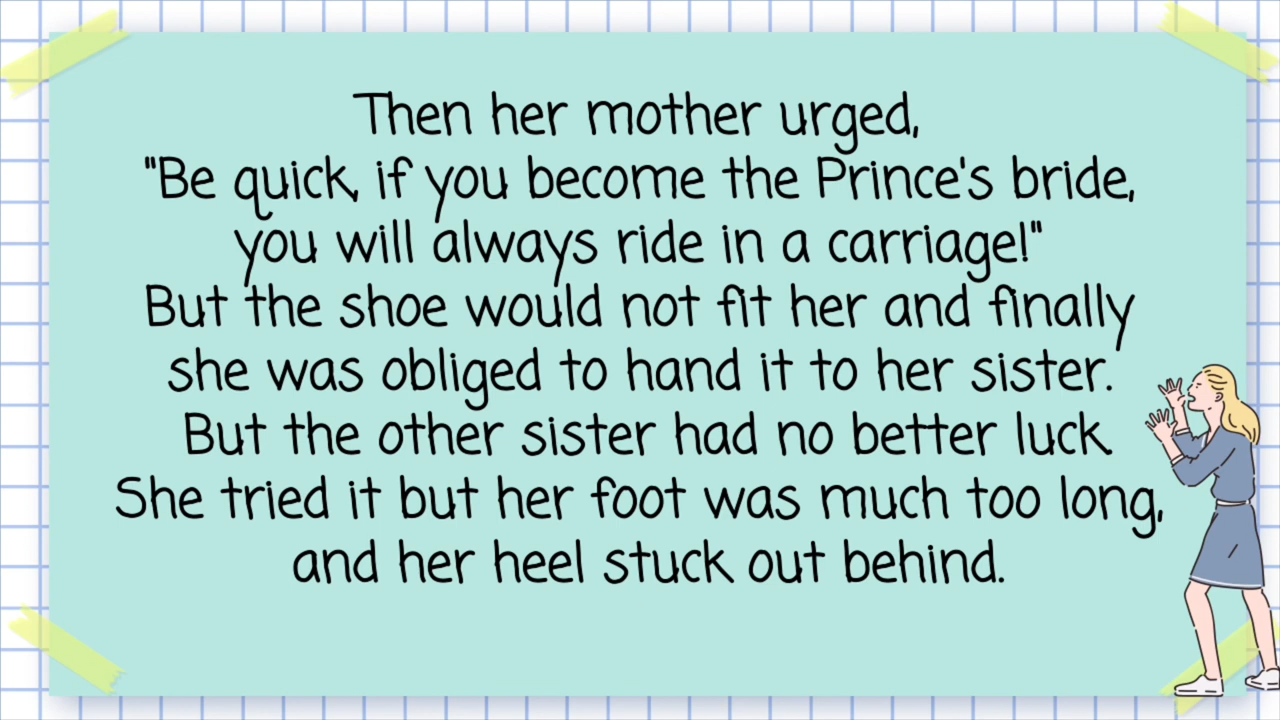 Then her mother urged,
"Be quick, if you become the Prince's bride,
you will always ride in a carriage!"
But the shoe would not fit her and finally
she was obliged to hand it to her sister.
But the other sister had no better luck.
She tried it but her foot was much too long,
and her heel stuck out behind.